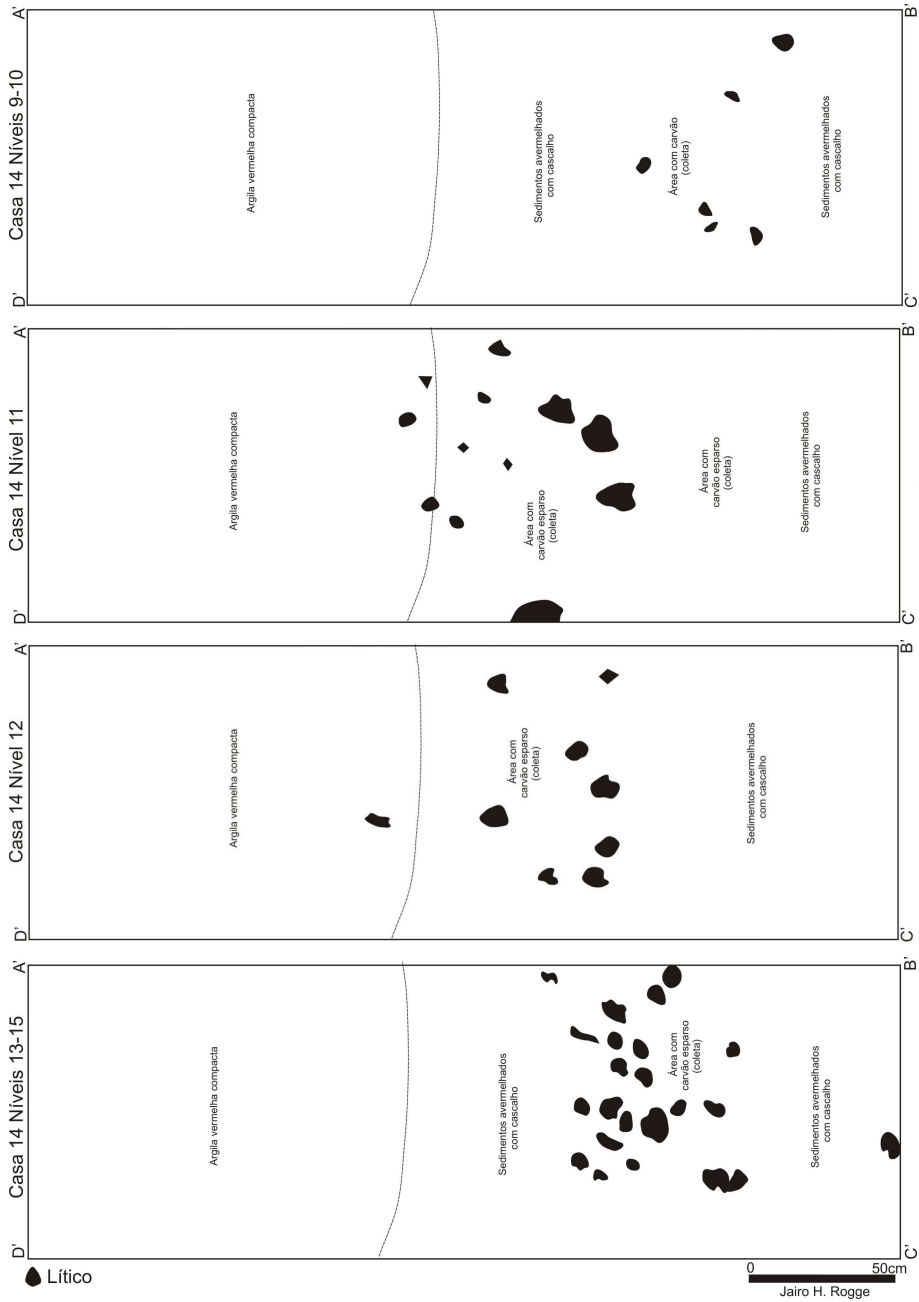 Casa 14 Níveis 9-10
A'
D'
B'
C'
Argila vermelha compacta
Sedimentos avermelhados
com cascalho
Área com carvão
(coleta)
Sedimentos avermelhados
com cascalho
Casa 14 Nível 11
A'
D'
B'
C'
Argila vermelha compacta
Área com
carvão esparso
(coleta)
Área com
carvão esparso
(coleta)
Sedimentos avermelhados
com cascalho
Casa 14 Nível 12
A'
D'
B'
C'
Argila vermelha compacta
Área com
carvão esparso
(coleta)
Sedimentos avermelhados
com cascalho
Casa 14 Níveis 13-15
A'
D'
B'
C'
Argila vermelha compacta
Sedimentos avermelhados
com cascalho
Área com
carvão esparso
(coleta)
Sedimentos avermelhados
com cascalho
Lítico
0 50cm
Jairo H. Rogge